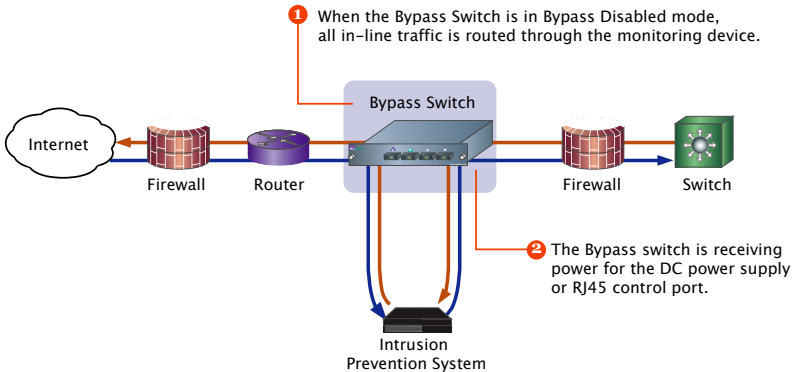 1 When the Bypass Switch is in Bypass Disabled mode,
all in-line traffic is routed through the monitoring device.
Bypass Switch
Internet
Firewall
Router
Firewall
Switch
2 The Bypass switch is receiving
power for the DC power supply
or RJ45 control port.
Intrusion
Prevention System